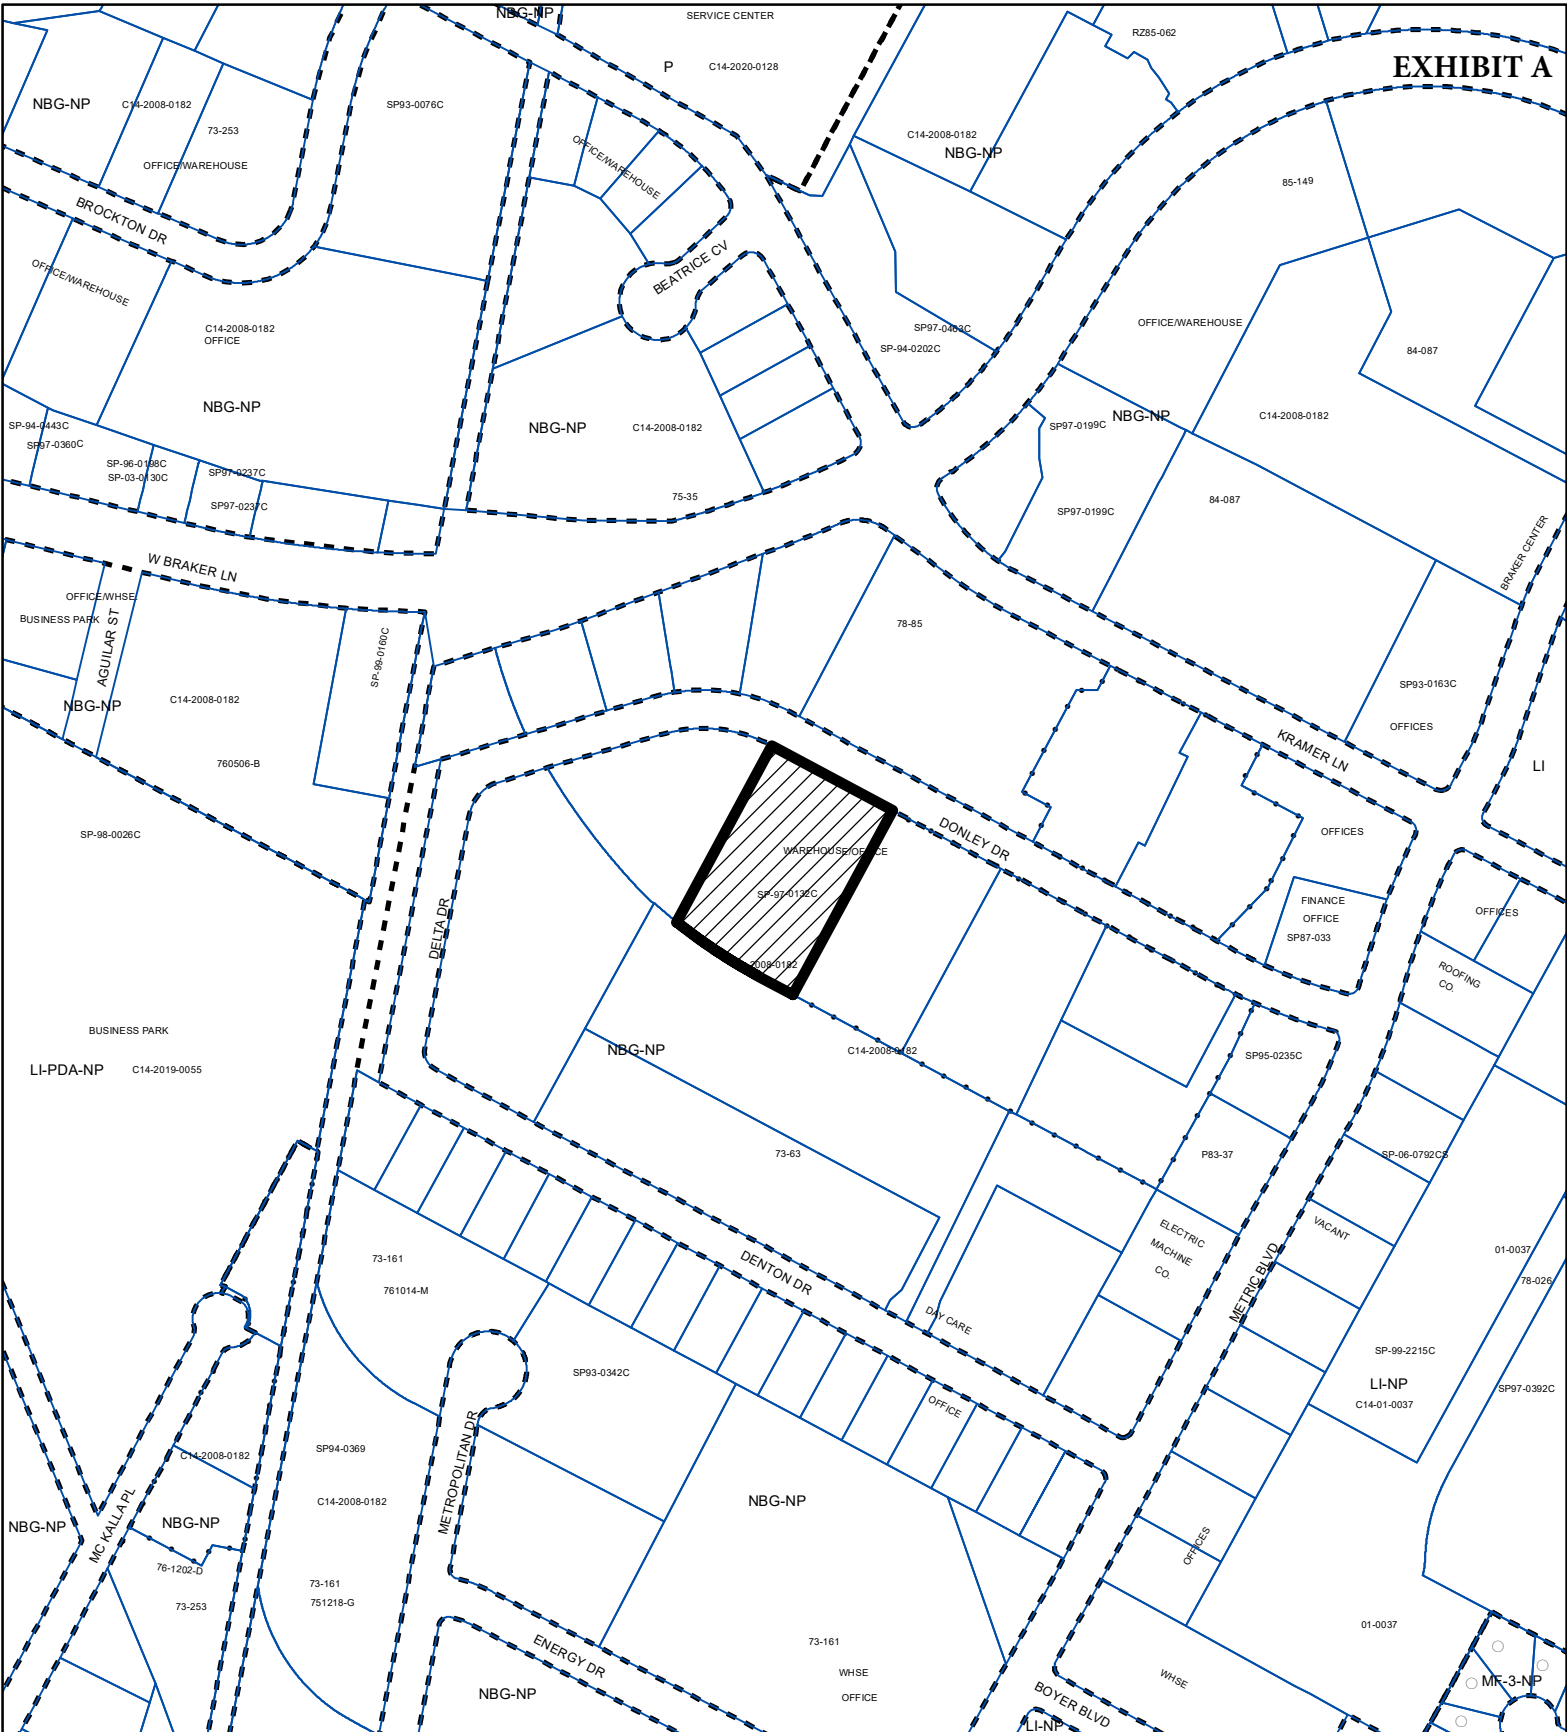 NBG-NP
SERVICE CENTER
P
C14-2020-0128
RZ85-062
EXHIBIT A
NBG-NP
C14-2008-0182
73-253
OFFICE/WAREHOUSE
SP93-0076C
OFFICE/WAREHOUSE
C14-2008-0182
NBG-NP
85-149
BROCKTON DR
OFFICE/WAREHOUSE
BEATRICE CV
C14-2008-0182
OFFICE
SP97-0463C
SP-94-0202C
OFFICE/WAREHOUSE
84-087
NBG-NP
NBG-NP
C14-2008-0182
SP97-0199C
NBG-NP
C14-2008-0182
SP-94-0443C
SP97-0360C
SP-96-0198C
SP-03-0130C
SP97-0237C
SP97-0237C
75-35
SP97-0199C
84-087
BRAKER CENTER
W BRAKER LN
OFFICE/WHSE
BUSINESS PARK
AGUILAR ST
SP-99-0160C
78-85
NBG-NP
C14-2008-0182
SP93-0163C
OFFICES
KRAMER LN
LI
760506-B
SP-98-0026C
DONLEY DR
OFFICES
WAREHOUSE/OFFICE
SP-97-0132C
2008-0182
DELTA DR
FINANCE
OFFICE
SP87-033
OFFICES
ROOFING
CO.
BUSINESS PARK
LI-PDA-NP
C14-2019-0055
NBG-NP
C14-2008-0182
SP95-0235C
73-63
P83-37
SP-06-0792CS
ELECTRIC
MACHINE
CO.
VACANT
METRIC BLVD
01-0037
78-026
73-161
761014-M
DENTON DR
DAY CARE
SP93-0342C
SP-99-2215C
LI-NP
C14-01-0037
SP97-0392C
OFFICE
METROPOLITAN DR
C14-2008-0182
SP94-0369
C14-2008-0182
NBG-NP
NBG-NP
MC KALLA PL
NBG-NP
OFFICES
76-1202-D
73-253
73-161
751218-G
ENERGY DR
NBG-NP
73-161
WHSE
OFFICE
01-0037
WHSE
BOYER BLVD
LI-NP
MF-3-NP